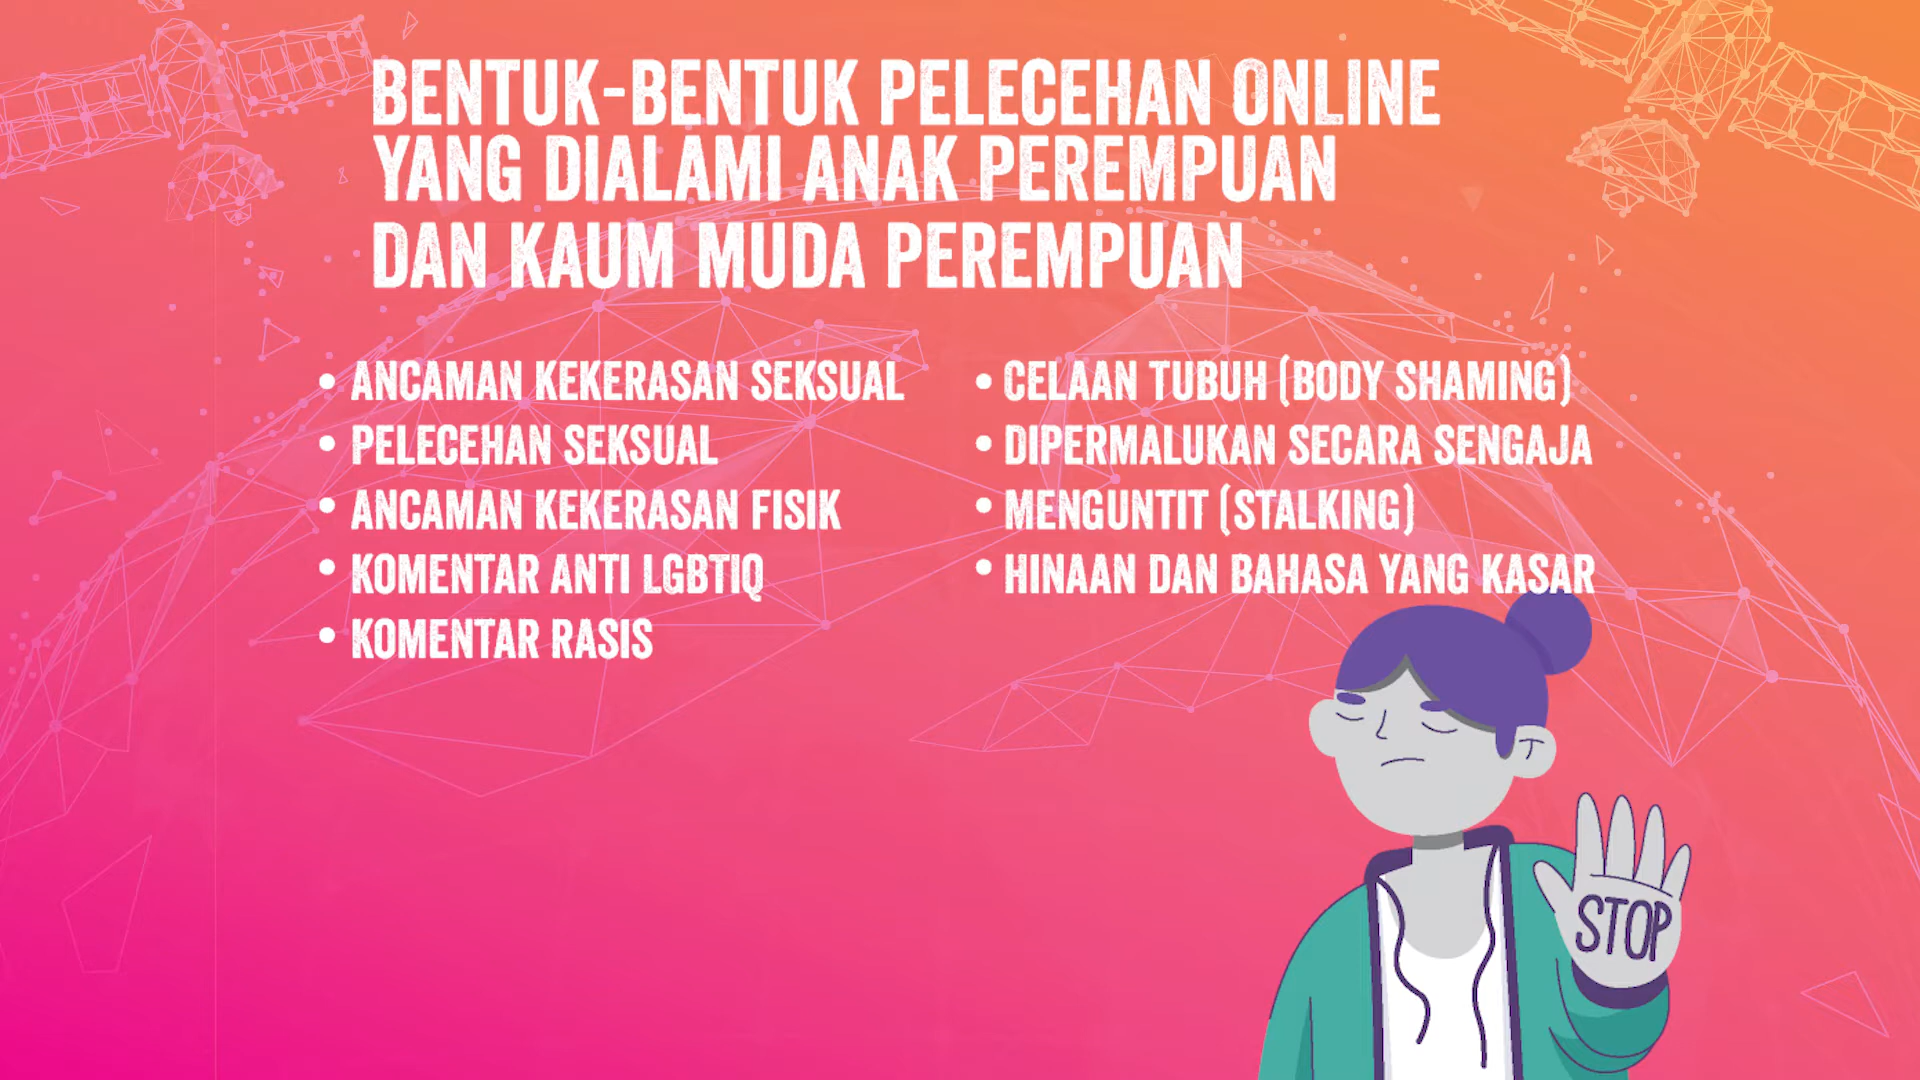 BENTUK-BENTUK PELECEHAN ONLINE
YANG DIALAMI ANAK PEREMPUAN
DAN KAUM MUDA PEREMPUAN
• ANCAMAN KEKERASAN SEKSUAL
• PELECEHAN SEKSUAL
• ANCAMAN KEKERASAN FISIK
• KOMENTAR ANTI LGBTIQ
• KOMENTAR RASIS
• CELAAN TUBUH (BODY SHAMING)
• DIPERMALUKAN SECARA SENGAJA
• MENGUNTIT (STALKING)
• HINAAN DAN BAHASA YANG KASAR
STOP